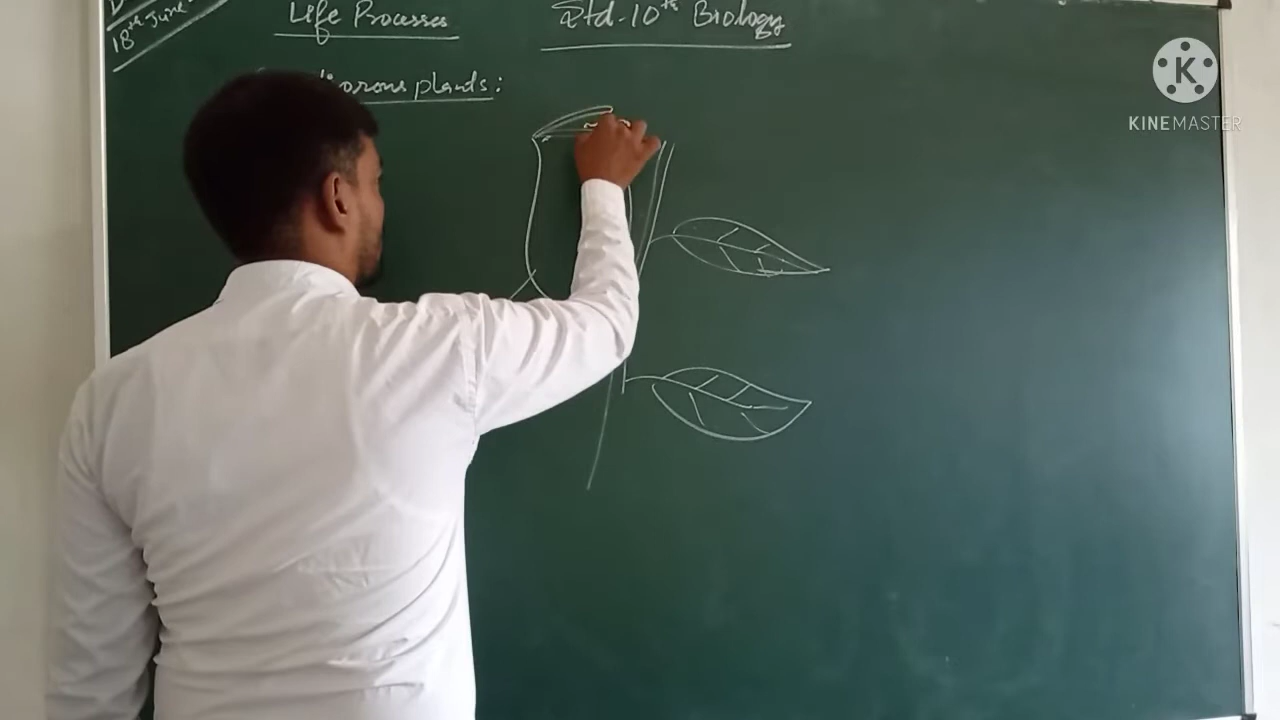 18th June
Life Processes
Std-10th Biology
plants:
KINEMASTER